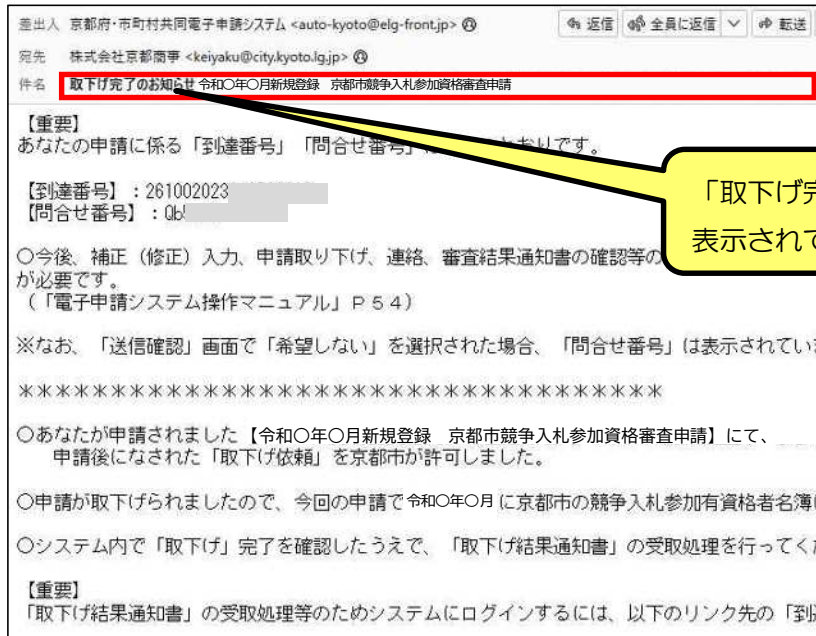 差出人 京都府・市町村共同電子申請システム <auto-kyoto@elg-front.jp>
返信 全員に返信 転送
宛先 株式会社京都商事 <keiyaku@city.kyoto.lg.jp>
件名 取下げ完了のお知らせ 令和〇年〇月新規登録 京都市競争入札参加資格審査申請
【重要】
あなたの申請に係る「到達番号」「問合せ番号」は とおりです。
【到達番号】:261002023
【問合せ番号】:Qb
「取下げ完
表示されて
〇今後、補正(修正)入力、申請取り下げ、連絡、審査結果通知書の確認等の
が必要です。
(「電子申請システム操作マニュアル」P54)
※なお、「送信確認」画面で「希望しない」を選択された場合、「問合せ番号」は表示されてい
***********************************
〇あなたが申請されました【令和〇年〇月新規登録 京都市競争入札参加資格審査申請】にて、
申請後になされた「取下げ依頼」を京都市が許可しました。
〇申請が取下げられましたので、今回の申請で令和〇年〇月に京都市の競争入札参加有資格者名簿
〇システム内で「取下げ」完了を確認したうえで、「取下げ結果通知書」の受取処理を行ってく
【重要】
「取下げ結果通知書」の受取処理等のためシステムにログインするには、以下のリンク先の「到